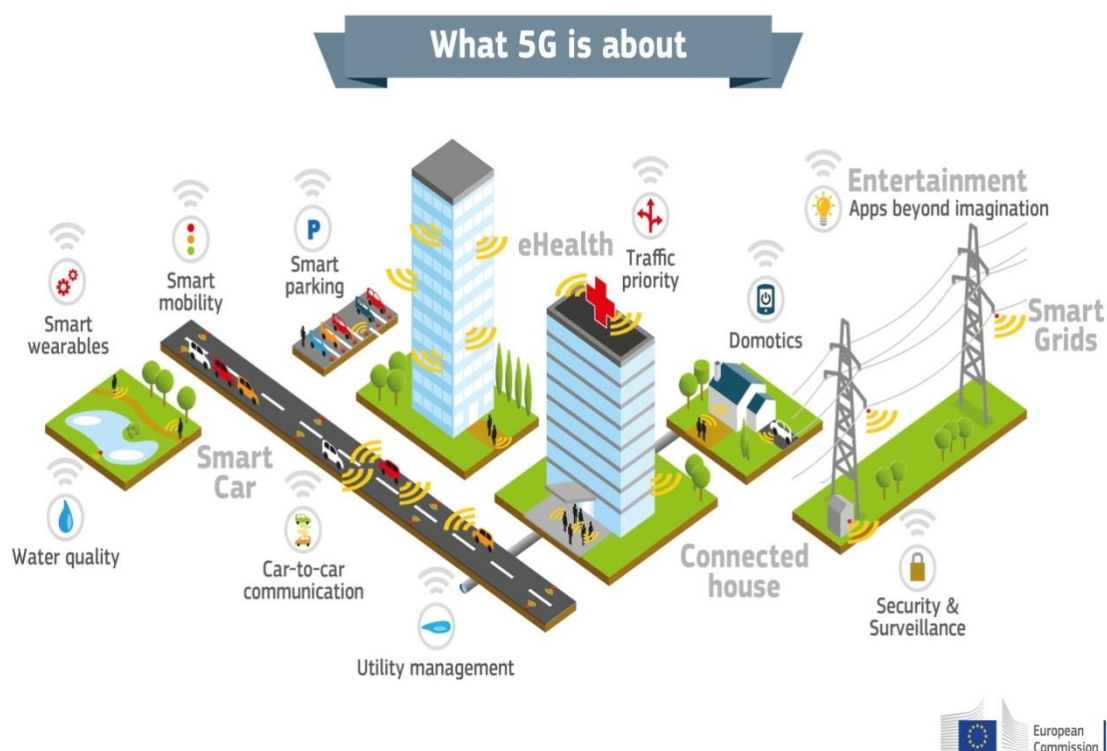 What 5G is about
Entertainment
Apps beyond imagination
eHealth
Traffic
priority
P
Smart
parking
Smart
mobility
Smart
wearables
Domotics
Smart
Grids
Smart
Car
Water quality
Car-to-car
communication
Connected
house
Security &
Surveillance
Utility management
European
Commission